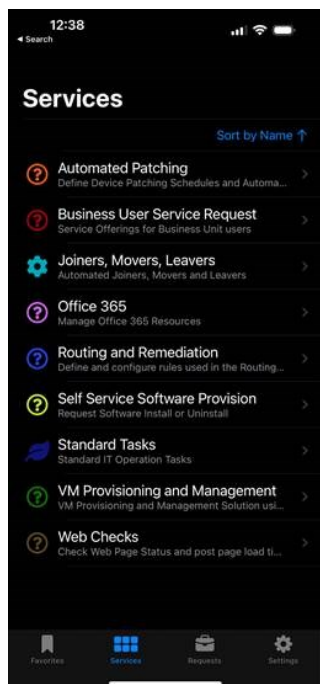 12:38
Search
Services
Sort by Name ↑
Automated Patching
Define Device Patching Schedules and Automa...
Business User Service Request
Service Offerings for Business Unit users
Joiners, Movers, Leavers
Automated Joiners, Movers and Leavers
Office 365
Manage Office 365 Resources
Routing and Remediation
Define and configure rules used in the Routing...
Self Service Software Provision
Request Software Install or Uninstall
Standard Tasks
Standard IT Operation Tasks
VM Provisioning and Management
VM Provisioning and Management Solution usi...
Web Checks
Check Web Page Status and post page load ti...
Favorites Services Requests Settings